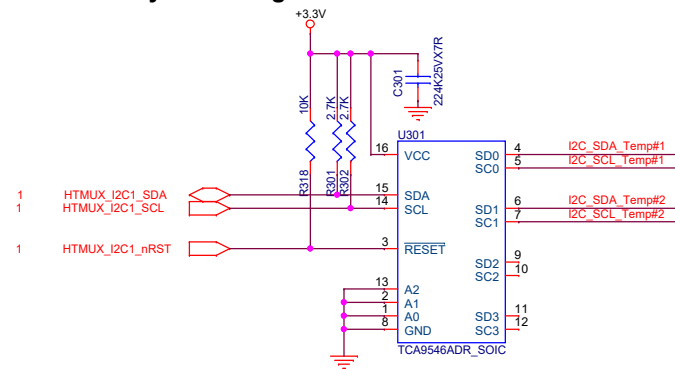 +3.3V
C301
224K25VX7R
10K
2.7K
2.7K
R318
R301
R302
U301
16 VCC SD0 4 I2C_SDA_Temp#1
SC0 5 I2C_SCL_Temp#1
1 HTMUX_I2C1_SDA 15 SDA SD1 6 I2C_SDA_Temp#2
1 HTMUX_I2C1_SCL 14 SCL SC1 7 I2C_SCL_Temp#2
1 HTMUX_I2C1_nRST 3 RESET
SD2 9
SC2 10
13 A2
2 A1
1 A0 SD3 11
8 GND SC3 12
TCA9546ADR_SOIC